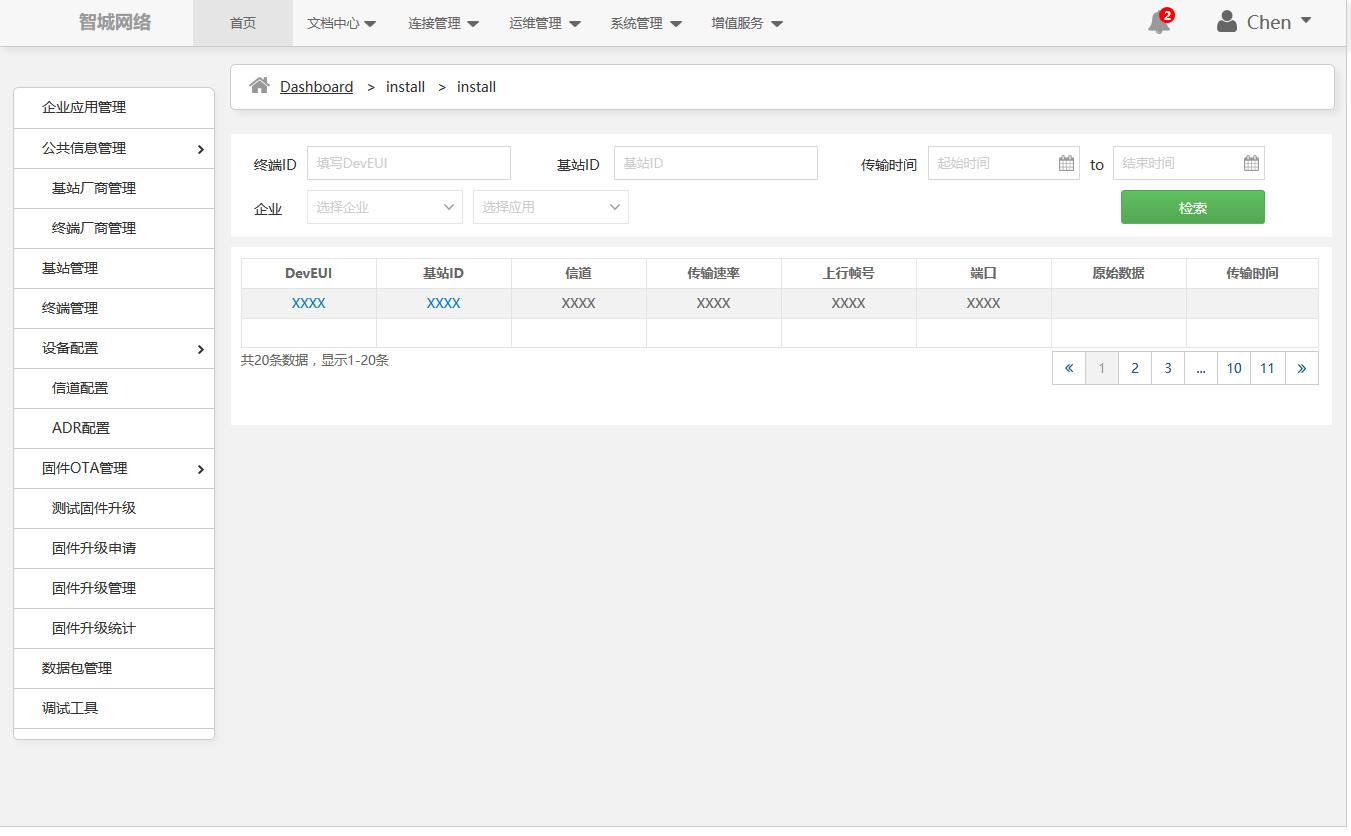 智城网络 首页 文档中心 连接管理 运维管理 系统管理 增值服务 2 Chen
Dashboard > install > install
企业应用管理
公共信息管理
基站厂商管理
终端厂商管理
基站管理
终端管理
设备配置
信道配置
ADR配置
固件OTA管理
测试固件升级
固件升级申请
固件升级管理
固件升级统计
数据包管理
调试工具
终端ID 填写DevEUI 基站ID 基站ID 传输时间 起始时间 to 结束时间
企业 选择企业 选择应用 检索
DevEUI 基站ID 信道 传输速率 上行帧号 端口 原始数据 传输时间
XXXX XXXX XXXX XXXX XXXX XXXX
共20条数据，显示1-20条
« 1 2 3 ... 10 11 »